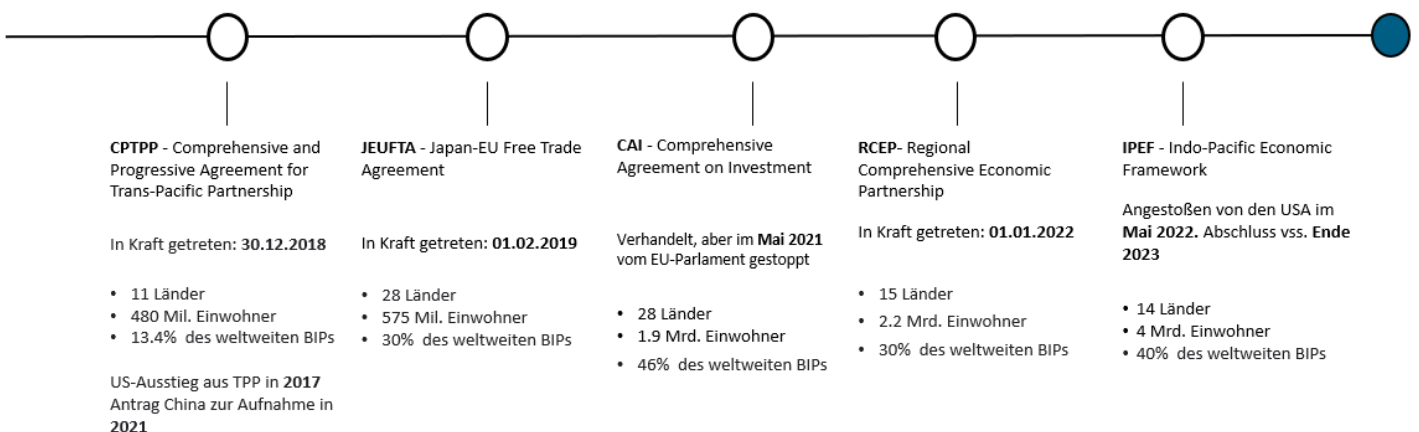 CPTPP - Comprehensive and
Progressive Agreement for
Trans-Pacific Partnership
In Kraft getreten: 30.12.2018
• 11 Länder
• 480 Mil. Einwohner
• 13.4% des weltweiten BIPs
US-Ausstieg aus TPP in 2017
Antrag China zur Aufnahme in
2021
JEUFTA - Japan-EU Free Trade
Agreement
In Kraft getreten: 01.02.2019
• 28 Länder
• 575 Mil. Einwohner
• 30% des weltweiten BIPs
CAI - Comprehensive
Agreement on Investment
Verhandelt, aber im Mai 2021
vom EU-Parlament gestoppt
• 28 Länder
• 1.9 Mrd. Einwohner
• 46% des weltweiten BIPs
RCEP- Regional
Comprehensive Economic
Partnership
In Kraft getreten: 01.01.2022
• 15 Länder
• 2.2 Mrd. Einwohner
• 30% des weltweiten BIPs
IPEF - Indo-Pacific Economic
Framework
Angestoßen von den USA im
Mai 2022. Abschluss vss. Ende
2023
• 14 Länder
• 4 Mrd. Einwohner
• 40% des weltweiten BIPs